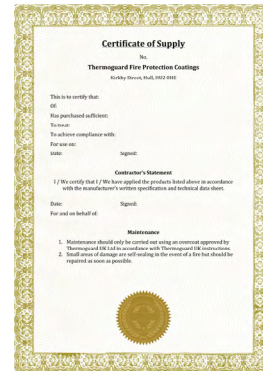 Certificate of Supply
No.
Thermoguard Fire Protection Coatings
Kirkby Street, Hull, HU2 0HE
This is to certify that:
Of:
Has purchased sufficient:
To treat:
To achieve compliance with:
For use on:
Date: Signed:
Contractor's Statement
I / We certify that I / We have applied the products listed above in accordance
with the manufacturer's written specification and technical data sheet.
Date: Signed:
For and on behalf of:
Maintenance
1. Maintenance should only be carried out using an overcoat approved by
Thermoguard UK Ltd in accordance with Thermoguard UK instructions.
2. Small areas of damage are self-sealing in the event of a fire but should be
repaired as soon as possible.